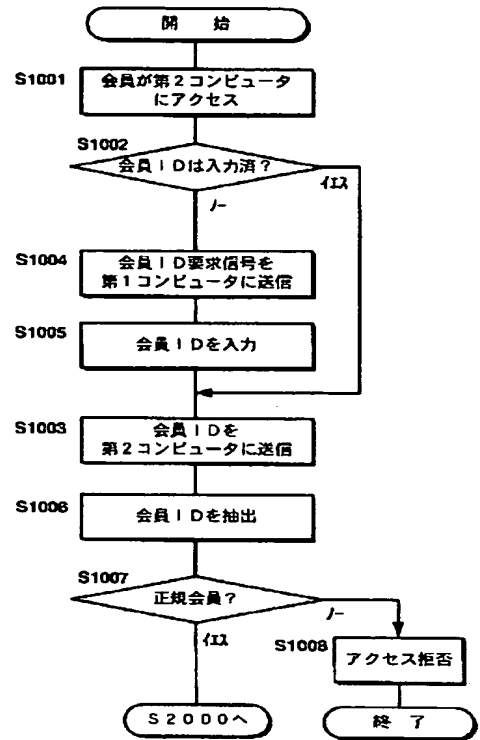 開 始
S1001
会員が第2コンピュータ
にアクセス
S1002
会員IDは入力済?
イエス
ノー
S1004
会員ID要求信号を
第1コンピュータに送信
S1005
会員IDを入力
S1003
会員IDを
第2コンピュータに送信
S1006
会員IDを抽出
S1007
正規会員?
ノー
イエス
S1008
アクセス拒否
S2000へ
終 了